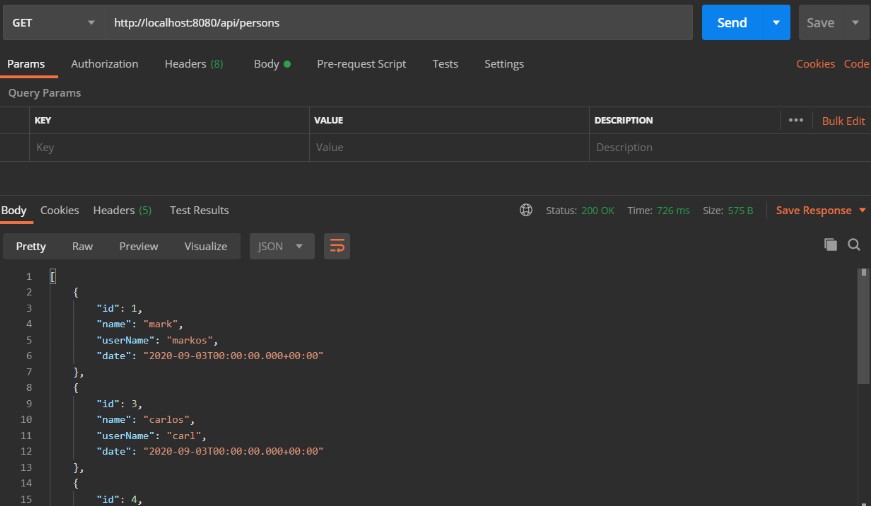 GET http://localhost:8080/api/persons Send Save
Params Authorization Headers (8) Body Pre-request Script Tests Settings Cookies Code
Query Params
KEY VALUE DESCRIPTION ••• Bulk Edit
Key Value Description
Body Cookies Headers (5) Test Results Status: 200 OK Time: 726 ms Size: 575 B Save Response
Pretty Raw Preview Visualize JSON
1 [
2 {
3 "id": 1,
4 "name": "mark",
5 "userName": "markos",
6 "date": "2020-09-03T00:00:00.000+00:00"
7 },
8 {
9 "id": 3,
10 "name": "carlos",
11 "userName": "carl",
12 "date": "2020-09-03T00:00:00.000+00:00"
13 },
14 {
15 "id": 4,